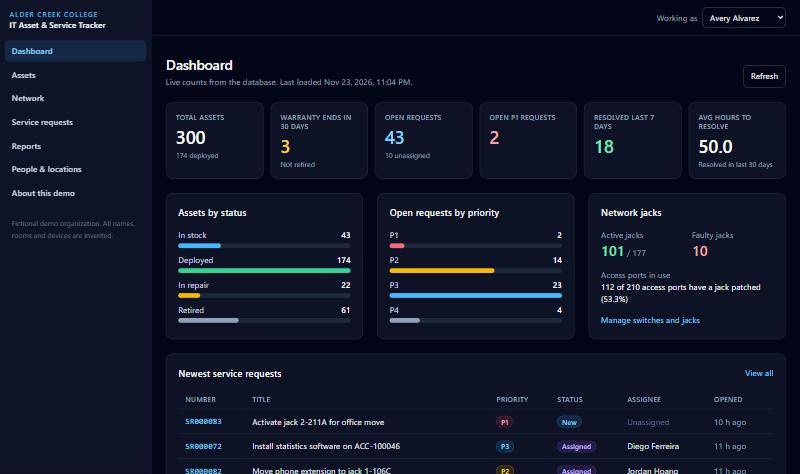 ALDER CREEK COLLEGE
IT Asset & Service Tracker
Dashboard
Assets
Network
Service requests
Reports
People & locations
About this demo
Fictional demo organization. All names,
rooms and devices are invented.
Working as
Avery Alvarez
Dashboard
Live counts from the database. Last loaded Nov 23, 2026, 11:04 PM.
Refresh
TOTAL ASSETS
300
174 deployed
WARRANTY ENDS IN
30 DAYS
3
Not retired
OPEN REQUESTS
43
10 unassigned
OPEN P1 REQUESTS
2
RESOLVED LAST 7
DAYS
18
AVG HOURS TO
RESOLVE
50.0
Resolved in last 30 days
Assets by status
In stock 43
Deployed 174
In repair 22
Retired 61
Open requests by priority
P1 2
P2 14
P3 23
P4 4
Network jacks
Active jacks Faulty jacks
101 / 177 10
Access ports in use
112 of 210 access ports have a jack patched
(53.3%)
Manage switches and jacks
Newest service requests View all
NUMBER TITLE PRIORITY STATUS ASSIGNEE OPENED
SR000083 Activate jack 2-211A for office move P1 New Unassigned 10 h ago
SR000072 Install statistics software on ACC-100046 P3 Assigned Diego Ferreira 11 h ago
SR000082 Move phone extension to jack 1-106C P2 Assigned Jordan Hoang 11 h ago